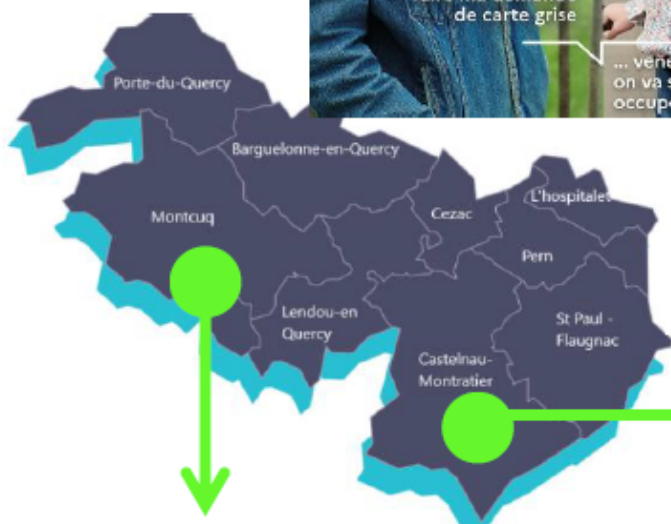 de carte grise
...
on va s
Porte-du-Quercy
Barguelonne-en-Quercy
L'hospitalet
Montcuq
Cezac
Pern
Lendou-en
Quercy
St Paul -
Flaugnac
Castelnau-
Montratier